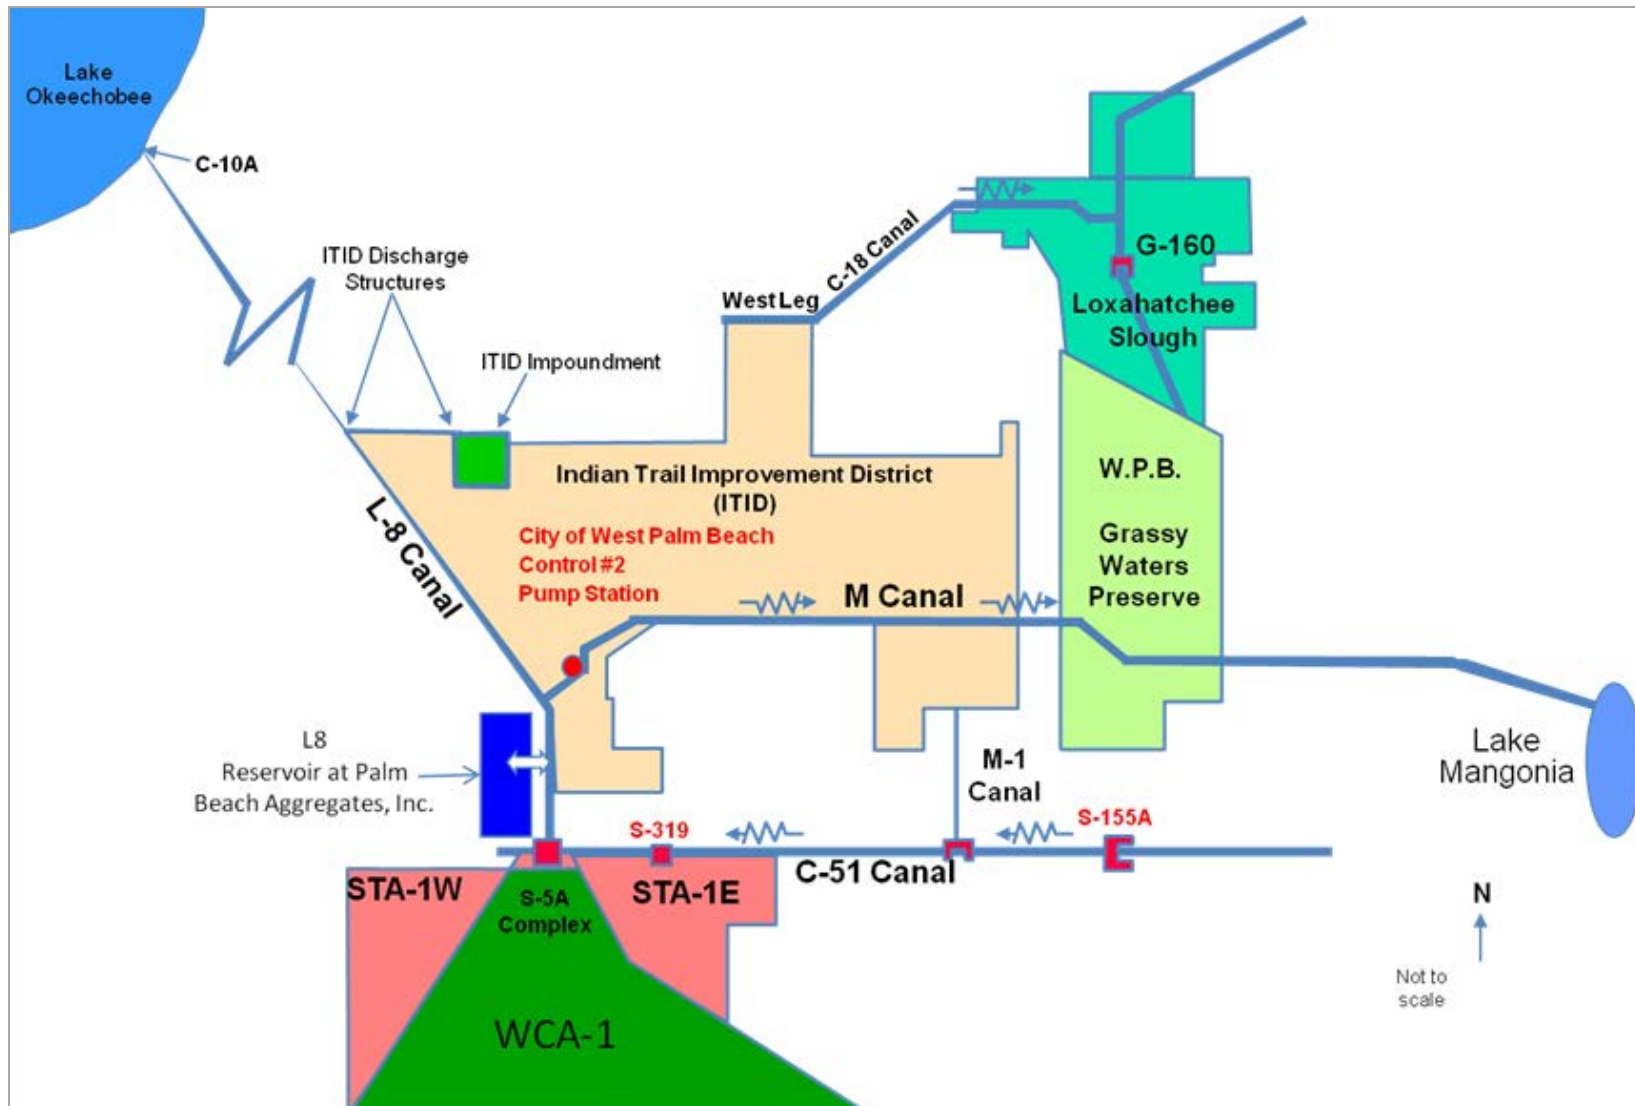 Lake
Okeechobee
C-10A
ITID Discharge
Structures
ITID Impoundment
West Leg
C-18 Canal
G-160
Loxahatchee
Slough
Indian Trail Improvement District
(ITID)
City of West Palm Beach
Control #2
Pump Station
L-8 Canal
M Canal
W.P.B.
Grassy
Waters
Preserve
L8
Reservoir at Palm
Beach Aggregates, Inc.
M-1
Canal
Lake
Mangonia
S-319
S-155A
C-51 Canal
STA-1W
S-5A
Complex
STA-1E
WCA-1
N
Not to
scale